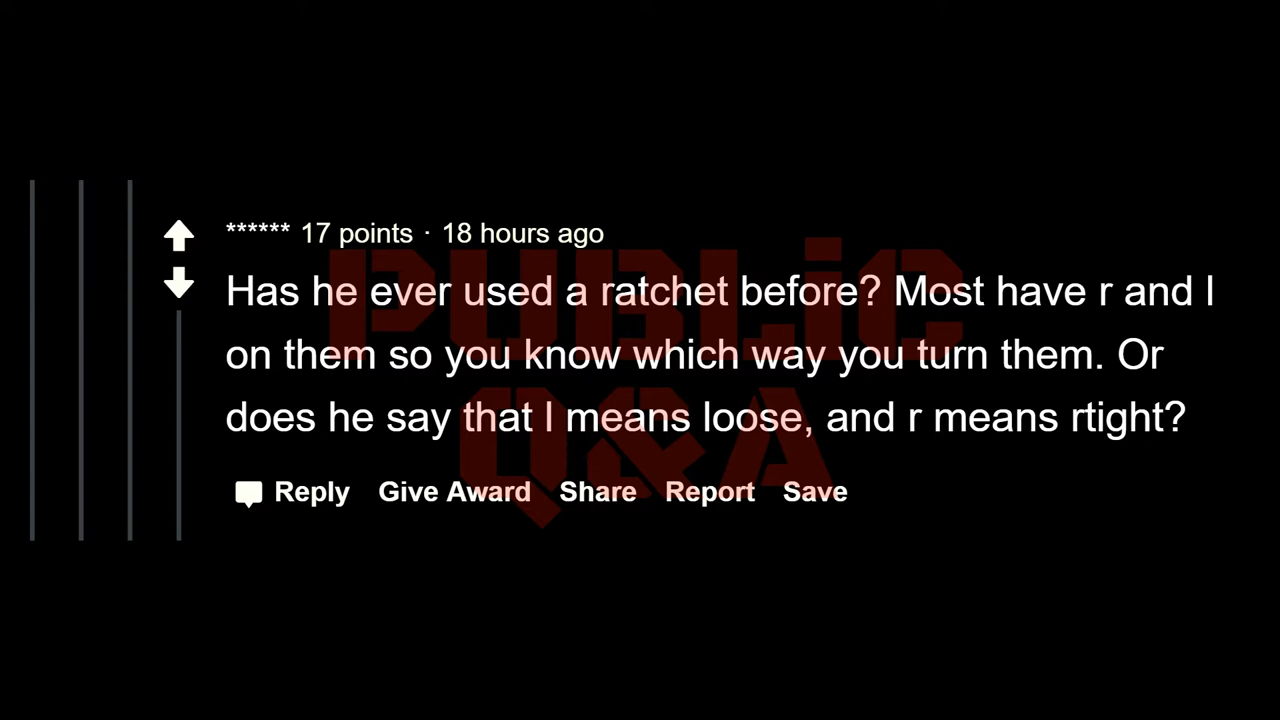 ****** 17 points · 18 hours ago
Has he ever used a ratchet before? Most have r and l
on them so you know which way you turn them. Or
does he say that l means loose, and r means rtight?
Reply Give Award Share Report Save
PUBLiC
Q&A